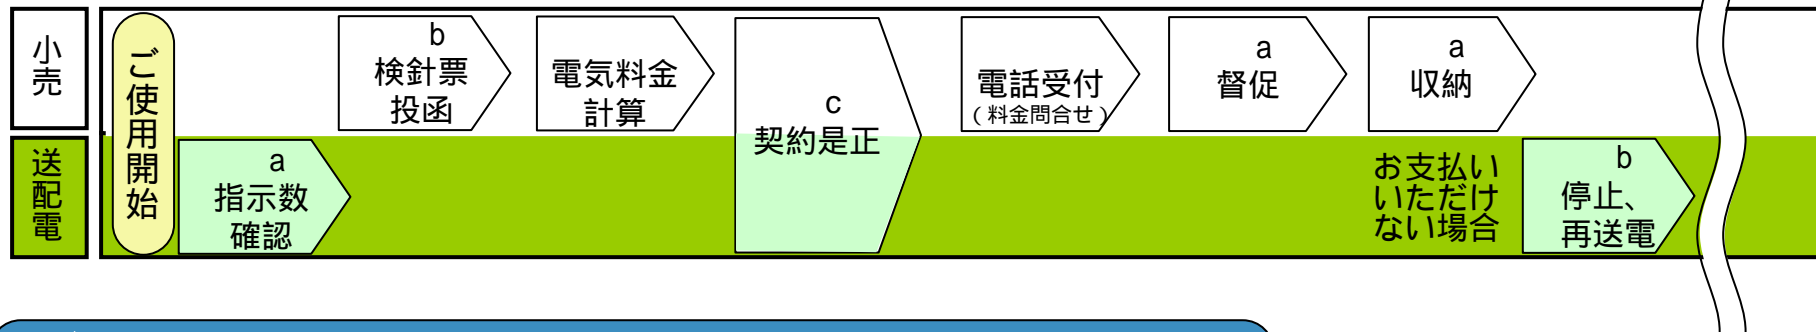 小売
送配電
ご使用開始
a
指示数
確認
b
検針票
投函
電気料金
計算
c
契約是正
電話受付
(料金問合せ)
a
督促
a
収納
お支払い
いただけ
ない場合
b
停止、
再送電